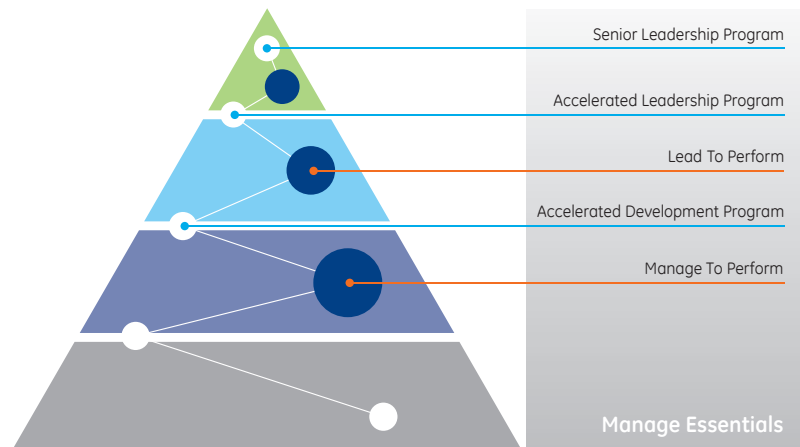 Senior Leadership Program
Accelerated Leadership Program
Lead To Perform
Accelerated Development Program
Manage To Perform
Manage Essentials